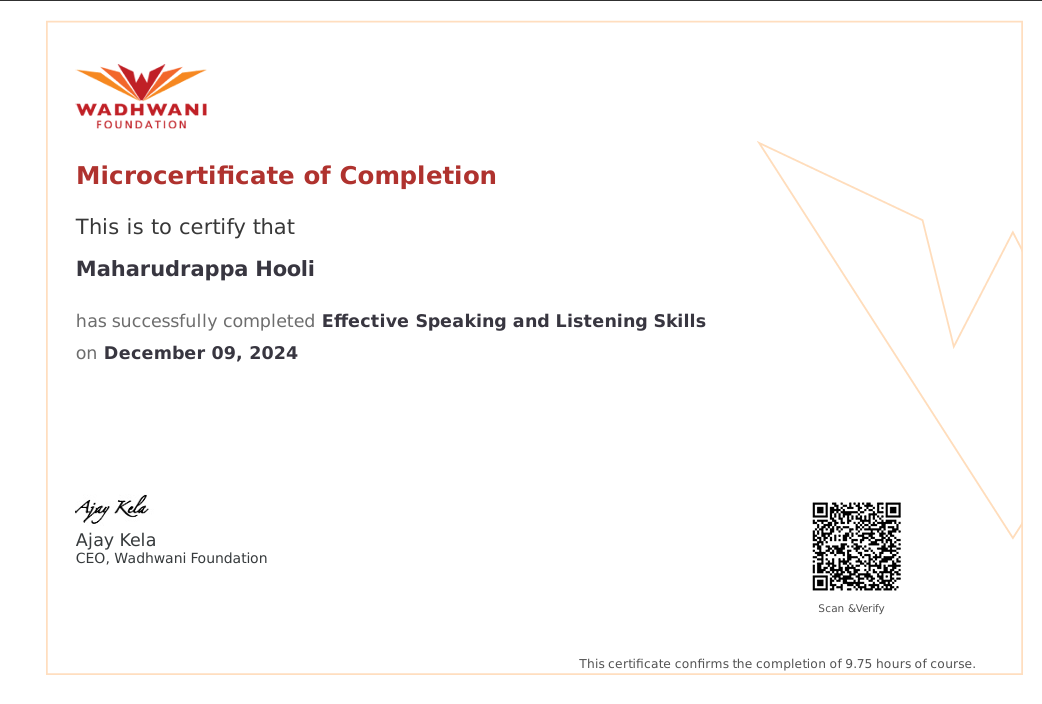 WADHWANI
FOUNDATION
Microcertificate of Completion
This is to certify that
Maharudrappa Hooli
has successfully completed Effective Speaking and Listening Skills
on December 09, 2024
Ajay Kela
Ajay Kela
CEO, Wadhwani Foundation
Scan &Verify
This certificate confirms the completion of 9.75 hours of course.